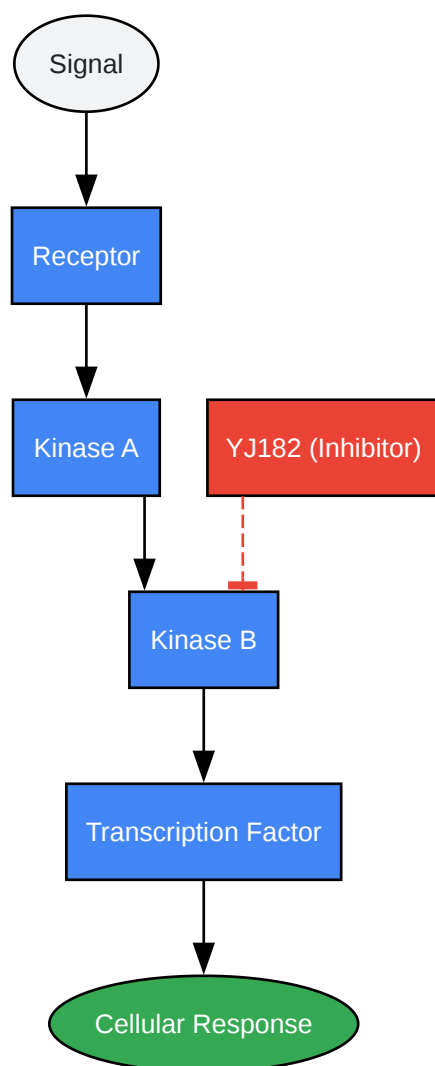 Signal
Receptor
Kinase A
YJ182 (Inhibitor)
Kinase B
Transcription Factor
Cellular Response